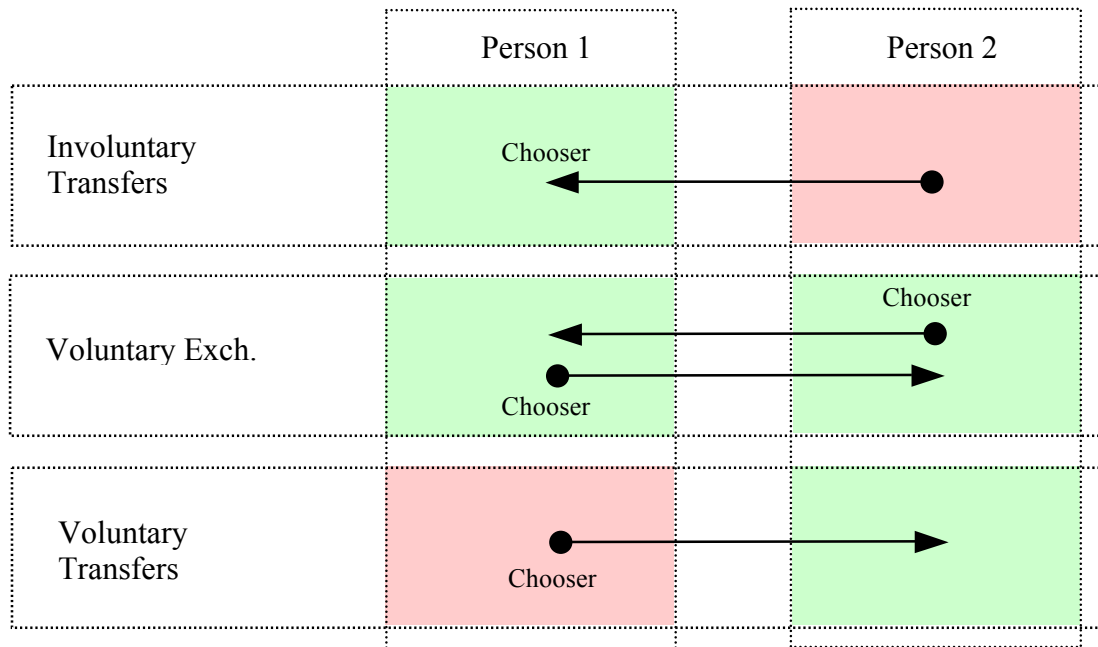 Person 1
Person 2
Involuntary
Transfers
Chooser
Voluntary Exch.
Chooser
Chooser
Voluntary
Transfers
Chooser